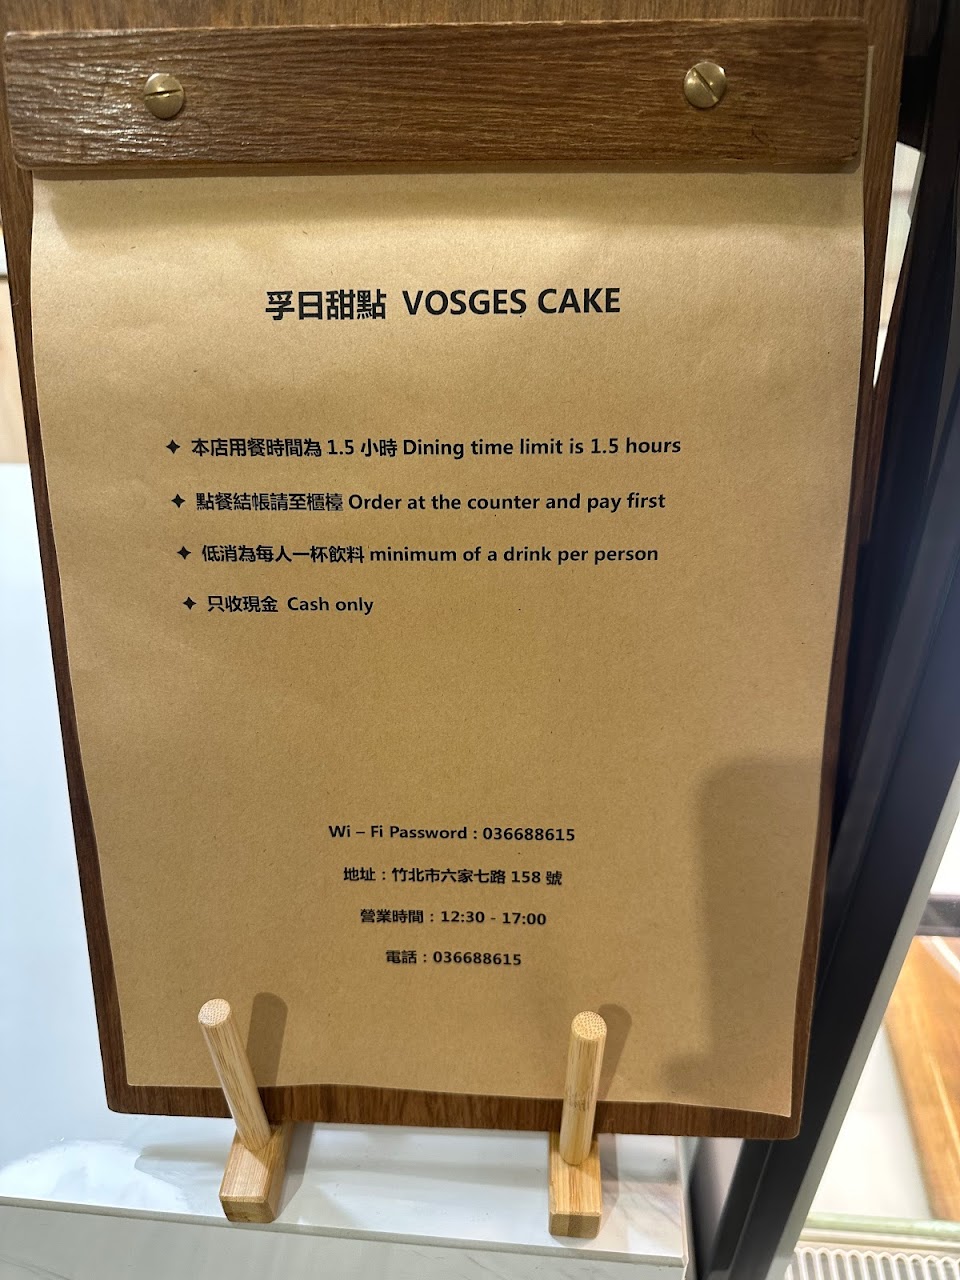 孚日甜點 VOSGES CAKE
✦ 本店用餐時間為 1.5 小時 Dining time limit is 1.5 hours
✦ 點餐結帳請至櫃檯 Order at the counter and pay first
✦ 低消為每人一杯飲料 minimum of a drink per person
✦ 只收現金 Cash only
Wi – Fi Password : 036688615
地址：竹北市六家七路 158 號
營業時間：12:30 - 17:00
電話：036688615